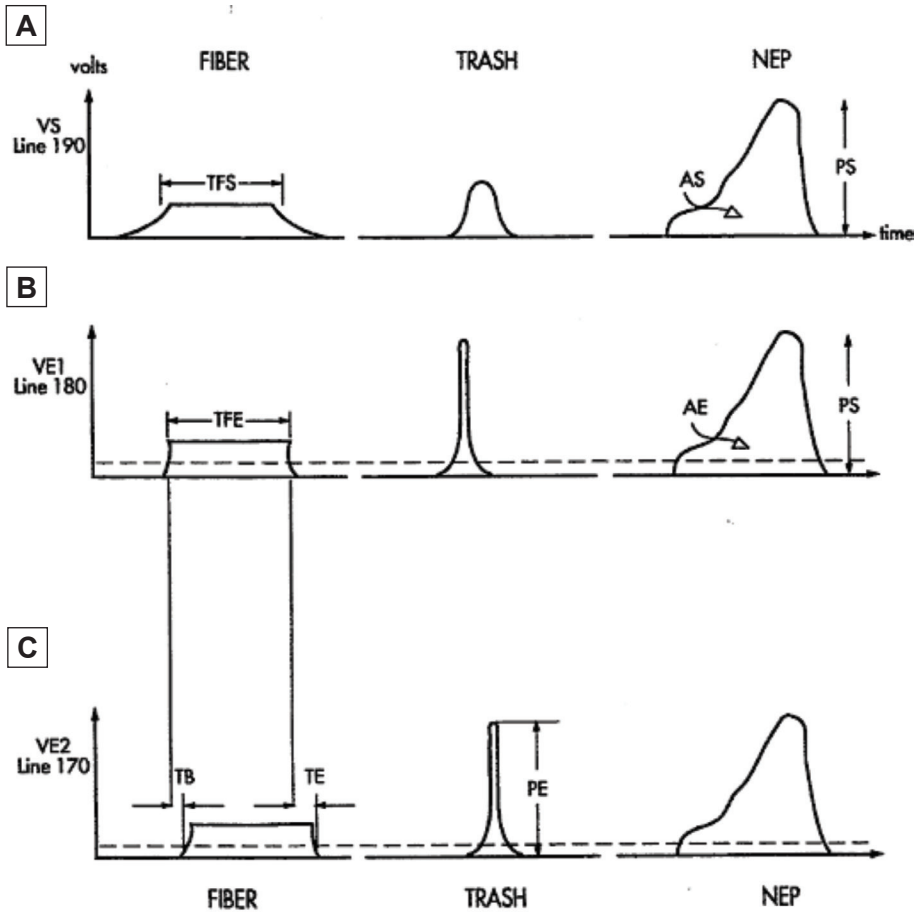 A
volts
FIBER
TRASH
NEP
VS
Line 190
TFS
AS
PS
time
B
VE1
Line 180
TFE
AE
PS
C
VE2
Line 170
TB
TE
PE
FIBER
TRASH
NEP